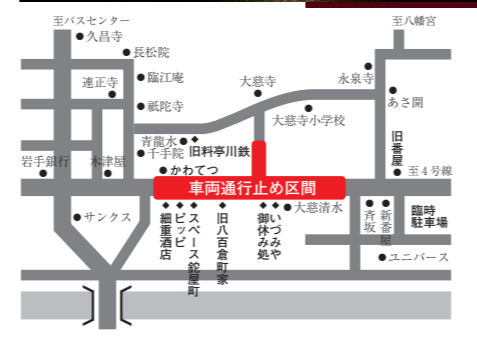 至バスセンター
至八幡宮
久昌寺
長松院
臨江庵
連正寺
祇陀寺
大慈寺
永泉寺
あさ開
大慈寺小学校
青龍水
旧料亭川鉄
千手院
旧番屋
岩手銀行
木津屋
かわてつ
至4号線
車両通行止め区間
サンクス
細重酒店
ピッピ
スペース鉈屋町
旧八百倉町家
御休み処
いづみや
大慈清水
斉坂
新番屋
臨時
駐車場
ユニバース